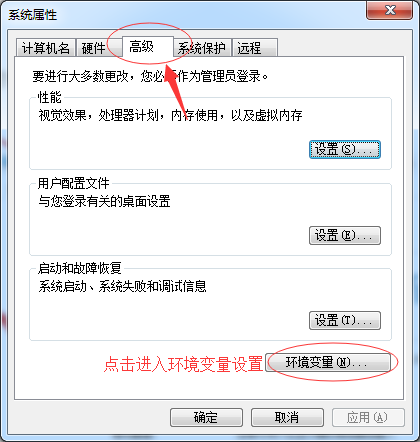 系统属性
计算机名 硬件 高级 系统保护 远程
要进行大多数更改，您必 作为管理员登录。
性能
视觉效果，处理器计划，内存使用，以及虚拟内存
设置(S)...
用户配置文件
与您登录有关的桌面设置
设置(E)...
启动和故障恢复
系统启动、系统失败和调试信息
设置(T)...
点击进入环境变量设置 环境变量(N)...
确定 取消 应用(A)